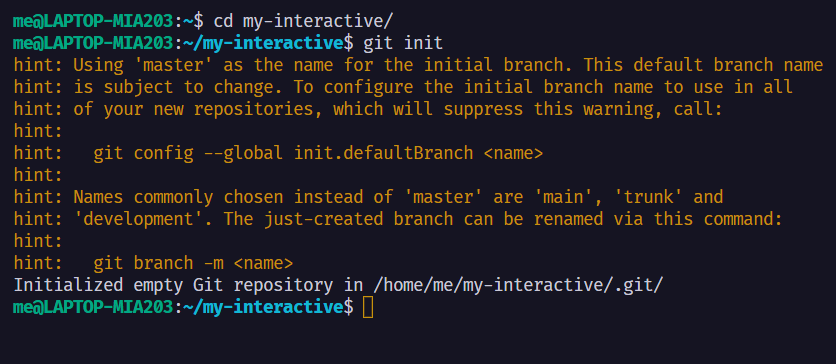 me@LAPTOP-MIA203:~$ cd my-interactive/
me@LAPTOP-MIA203:~/my-interactive$ git init
hint: Using 'master' as the name for the initial branch. This default branch name
hint: is subject to change. To configure the initial branch name to use in all
hint: of your new repositories, which will suppress this warning, call:
hint:
hint:   git config --global init.defaultBranch <name>
hint:
hint: Names commonly chosen instead of 'master' are 'main', 'trunk' and
hint: 'development'. The just-created branch can be renamed via this command:
hint:
hint:   git branch -m <name>
Initialized empty Git repository in /home/me/my-interactive/.git/
me@LAPTOP-MIA203:~/my-interactive$